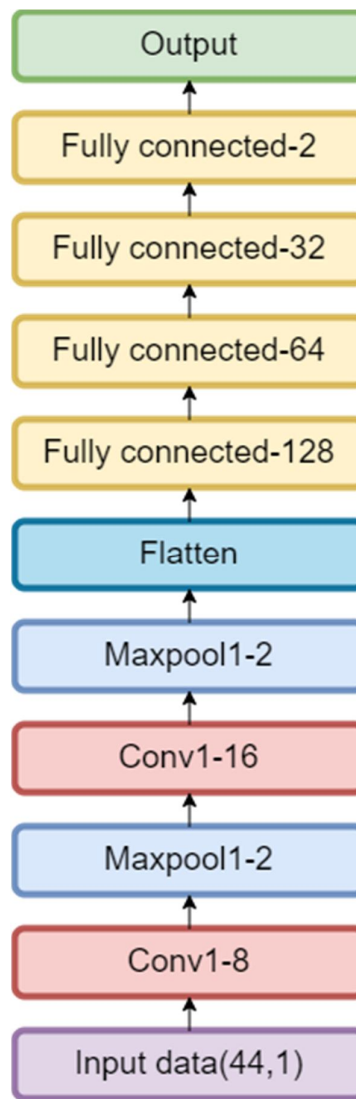 Output
Fully connected-2
Fully connected-32
Fully connected-64
Fully connected-128
Flatten
Maxpool1-2
Conv1-16
Maxpool1-2
Conv1-8
Input data(44,1)